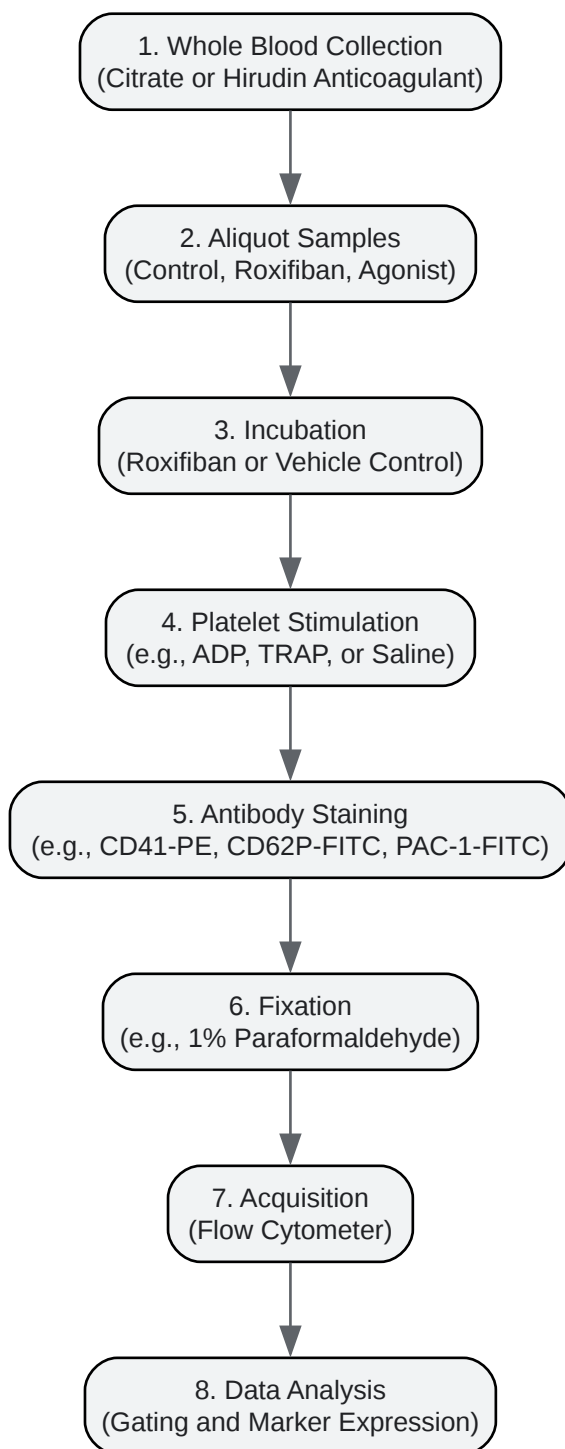 1. Whole Blood Collection
(Citrate or Hirudin Anticoagulant)
2. Aliquot Samples
(Control, Roxifiban, Agonist)
3. Incubation
(Roxifiban or Vehicle Control)
4. Platelet Stimulation
(e.g., ADP, TRAP, or Saline)
5. Antibody Staining
(e.g., CD41-PE, CD62P-FITC, PAC-1-FITC)
6. Fixation
(e.g., 1% Paraformaldehyde)
7. Acquisition
(Flow Cytometer)
8. Data Analysis
(Gating and Marker Expression)